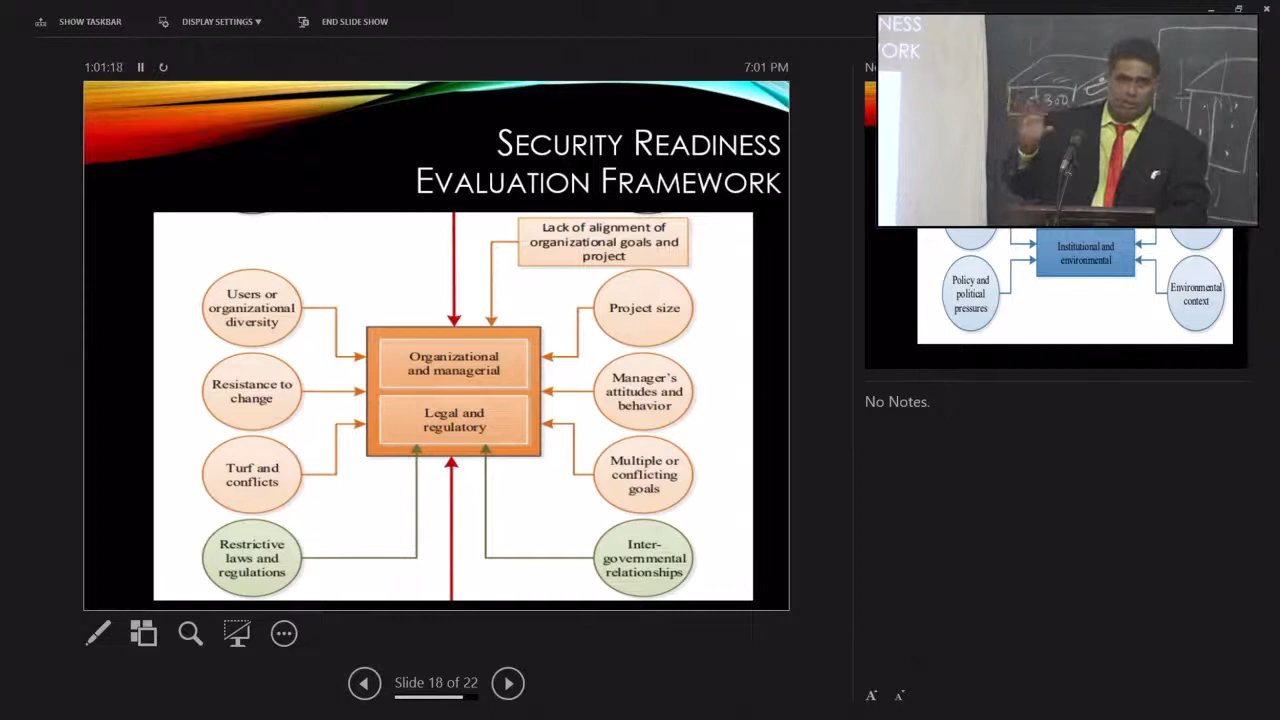 SHOW TASKBAR
DISPLAY SETTINGS
END SLIDE SHOW
1:01:18
7:01 PM
SECURITY READINESS
EVALUATION FRAMEWORK
Lack of alignment of
organizational goals and
project
Users or
organizational
diversity
Project size
Organizational
and managerial
Resistance to
change
Manager's
attitudes and
behavior
Legal and
regulatory
Turf and
conflicts
Multiple or
conflicting
goals
Restrictive
laws and
regulations
Inter-
governmental
relationships
Slide 18 of 22
NESS
ORK
300
Institutional and
environmental
Policy and
political
pressures
Environmental
context
No Notes.
A
A